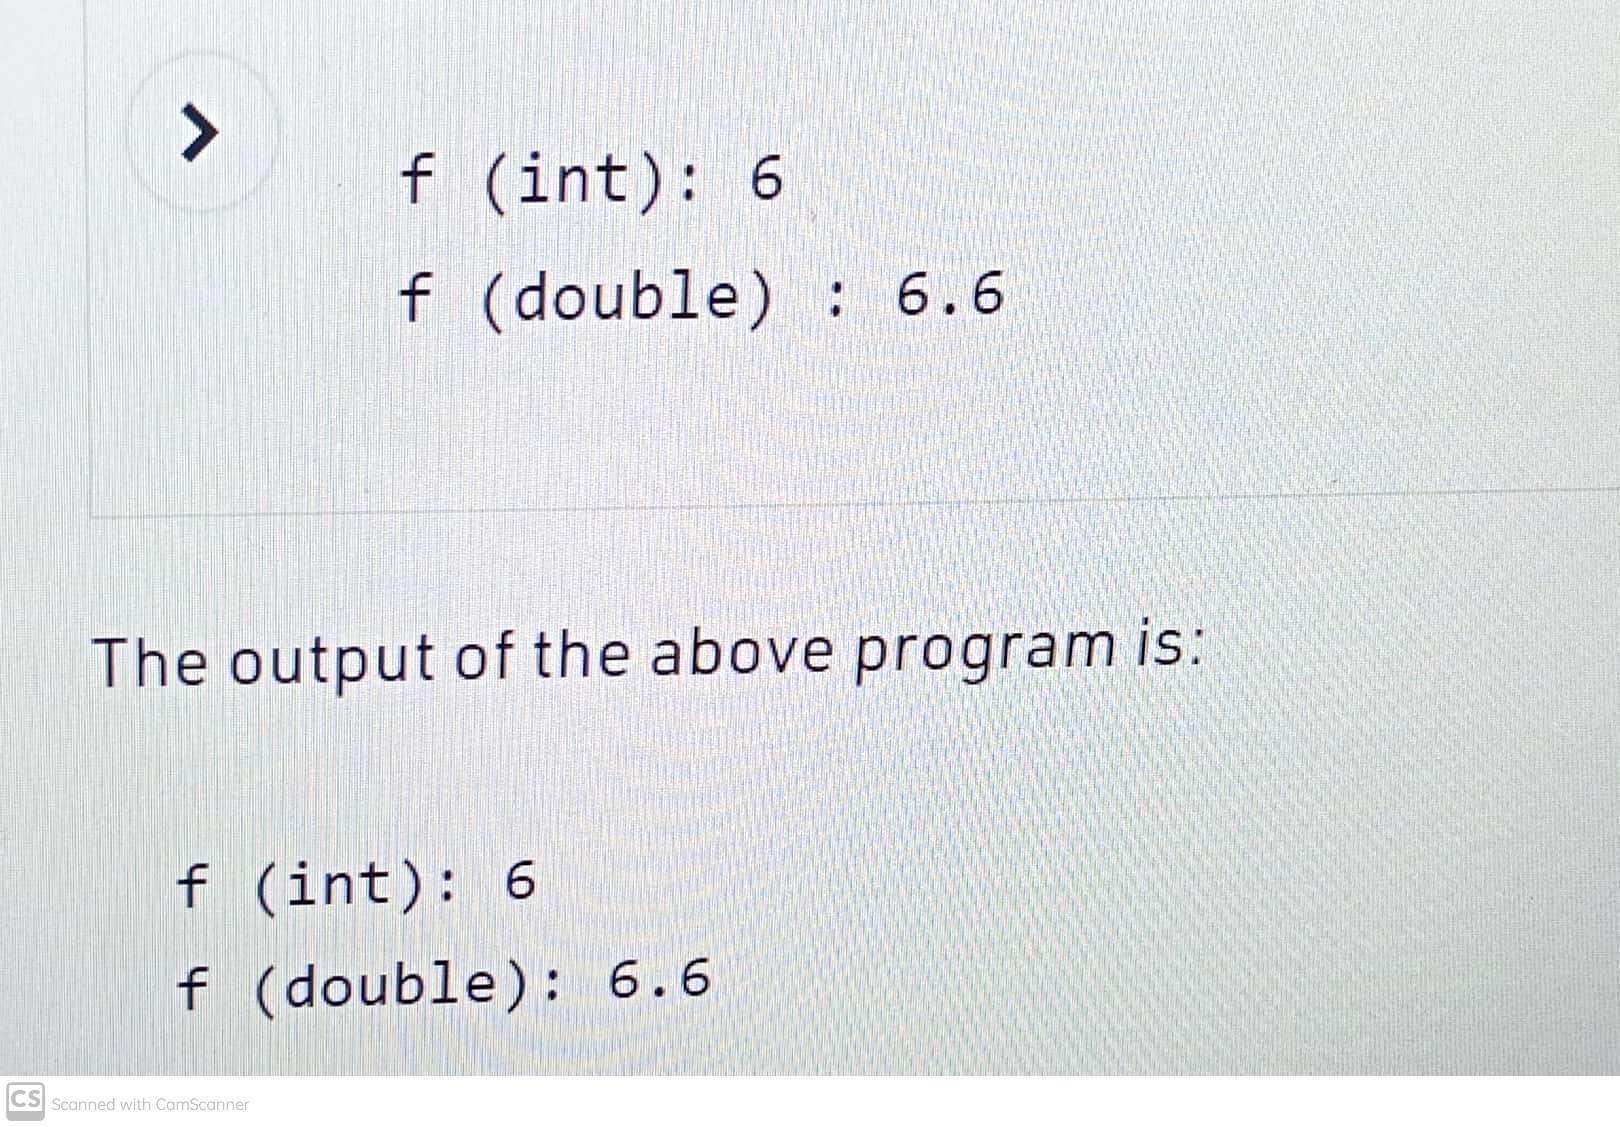 f (int): 6
f (double) : 6.6
The output of the above program is:
f (int): 6
f (double): 6.6
CS Scanned with CamScanner